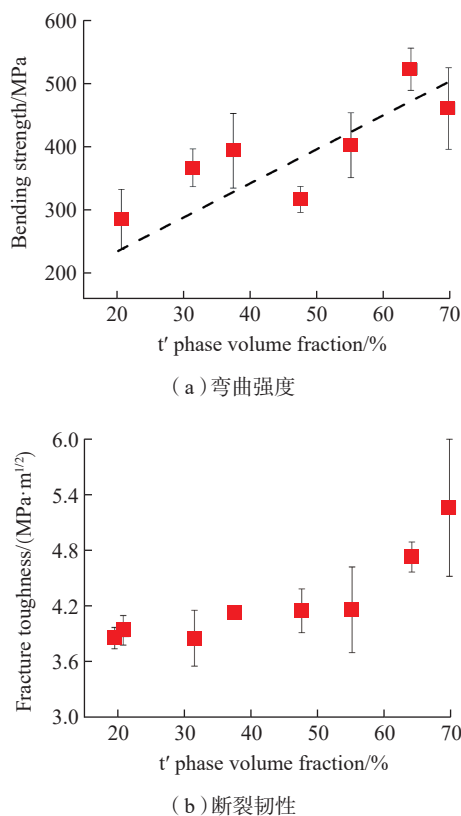 600
500
400
300
200
Bending strength/MPa
20 30 40 50 60 70
t′ phase volume fraction/%
（a）弯曲强度
6.0
5.4
4.8
4.2
3.6
3.0
Fracture toughness/(MPa·m^{1/2})
20 30 40 50 60 70
t′ phase volume fraction/%
（b）断裂韧性